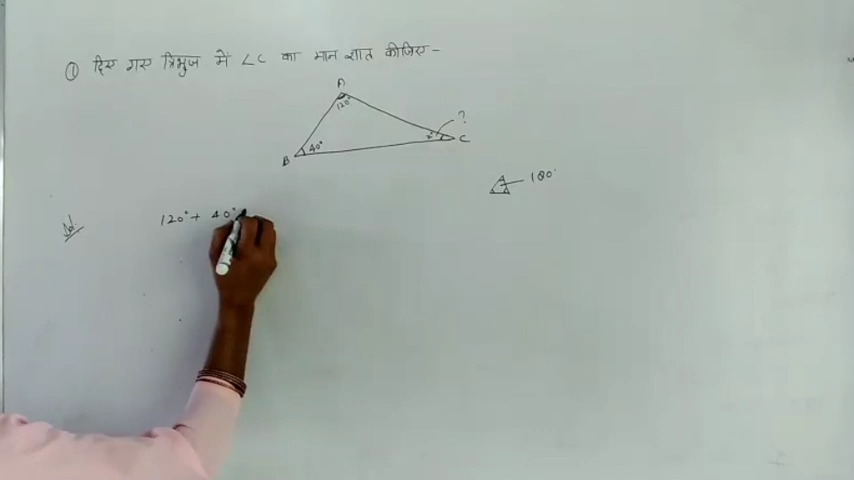 ① दिए गए त्रिभुज में ∠C का मान ज्ञात कीजिए -
A
120°
?
x°
C
B
40°
180°
Sol.
120° + 40°